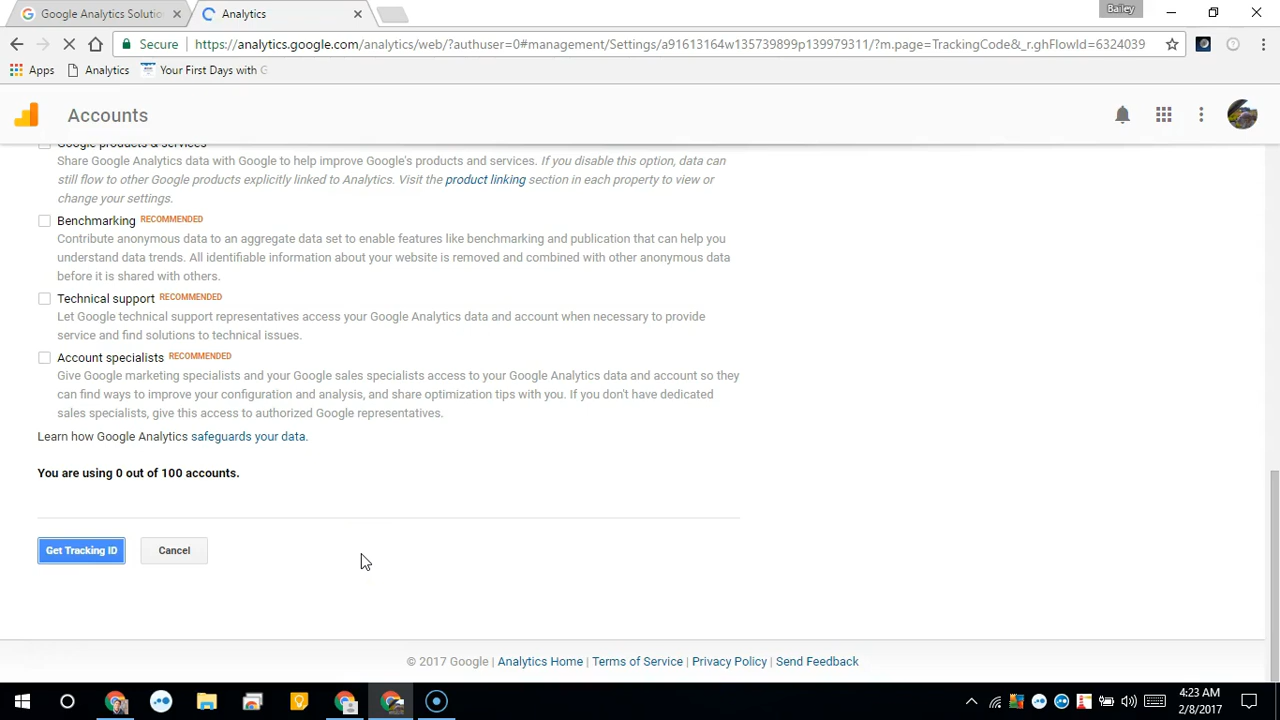 Google Analytics Solutio
Analytics
Bailey
Secure
https://analytics.google.com/analytics/web/?authuser=0#management/Settings/a91613164w135739899p139979311/?m.page=TrackingCode&_r.ghFlowId=6324039
Apps
Analytics
Your First Days with G
Accounts
Google products & services
Share Google Analytics data with Google to help improve Google's products and services. If you disable this option, data can
still flow to other Google products explicitly linked to Analytics. Visit the product linking section in each property to view or
change your settings.
Benchmarking RECOMMENDED
Contribute anonymous data to an aggregate data set to enable features like benchmarking and publication that can help you
understand data trends. All identifiable information about your website is removed and combined with other anonymous data
before it is shared with others.
Technical support RECOMMENDED
Let Google technical support representatives access your Google Analytics data and account when necessary to provide
service and find solutions to technical issues.
Account specialists RECOMMENDED
Give Google marketing specialists and your Google sales specialists access to your Google Analytics data and account so they
can find ways to improve your configuration and analysis, and share optimization tips with you. If you don't have dedicated
sales specialists, give this access to authorized Google representatives.
Learn how Google Analytics safeguards your data.
You are using 0 out of 100 accounts.
Get Tracking ID
Cancel
© 2017 Google | Analytics Home | Terms of Service | Privacy Policy | Send Feedback
4:23 AM
2/8/2017